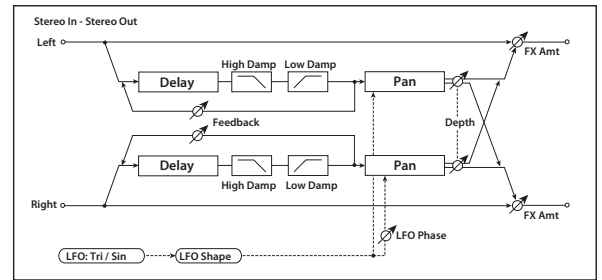 Stereo In - Stereo Out
Left
FX Amt
High Damp
Low Damp
Delay
Pan
Feedback
Depth
Delay
Pan
High Damp
Low Damp
Right
FX Amt
LFO Phase
LFO: Tri / Sin
LFO Shape